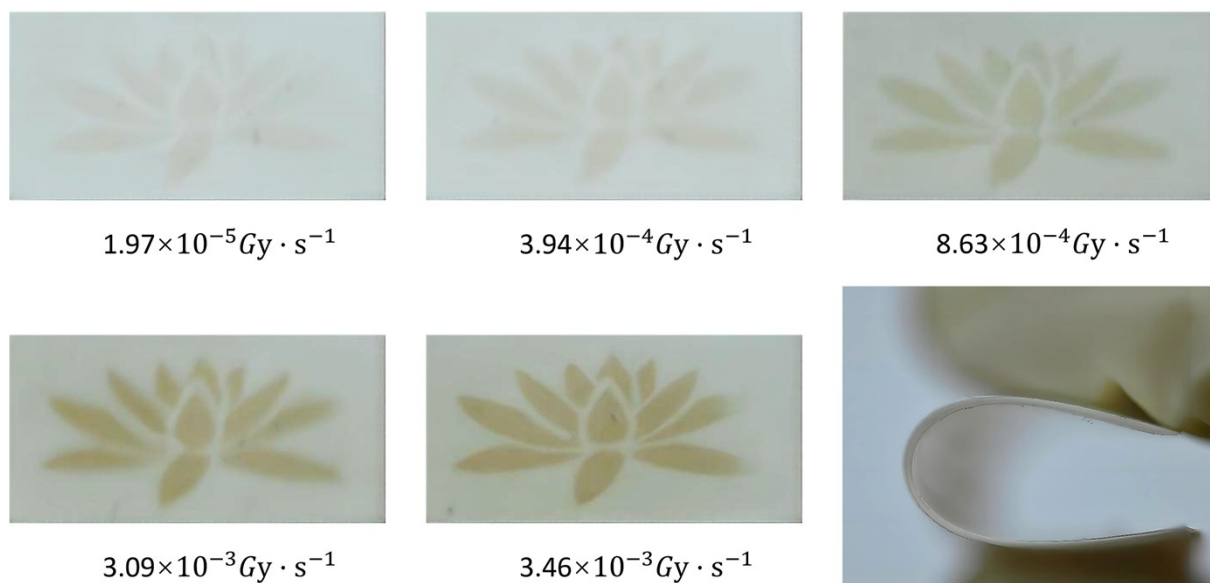 1.97×10⁻⁵Gy · s⁻¹
3.94×10⁻⁴Gy · s⁻¹
8.63×10⁻⁴Gy · s⁻¹
3.09×10⁻³Gy · s⁻¹
3.46×10⁻³Gy · s⁻¹